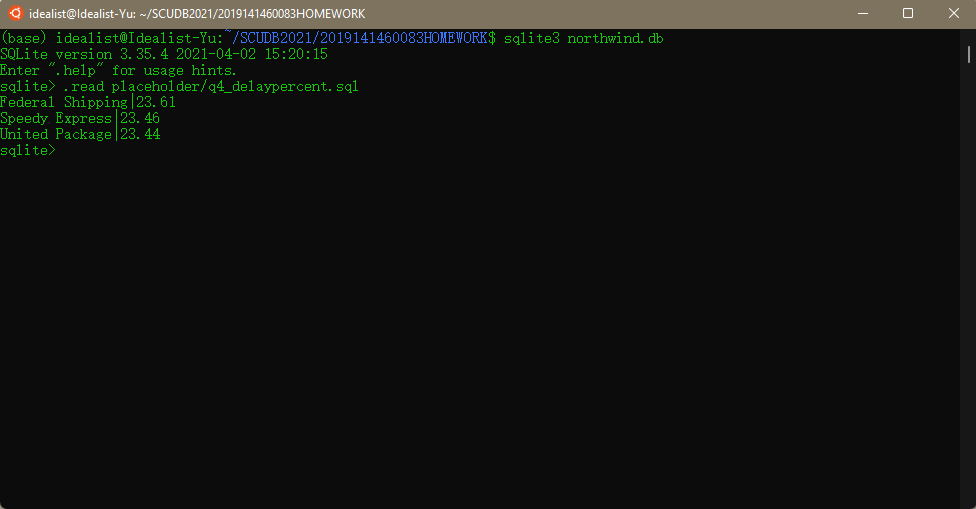 idealist@Idealist-Yu: ~/SCUDB2021/2019141460083HOMEWORK
(base) idealist@Idealist-Yu:~/SCUDB2021/2019141460083HOMEWORK$ sqlite3 northwind.db
SQLite version 3.35.4 2021-04-02 15:20:15
Enter ".help" for usage hints.
sqlite> .read placeholder/q4_delaypercent.sql
Federal Shipping|23.61
Speedy Express|23.46
United Package|23.44
sqlite>